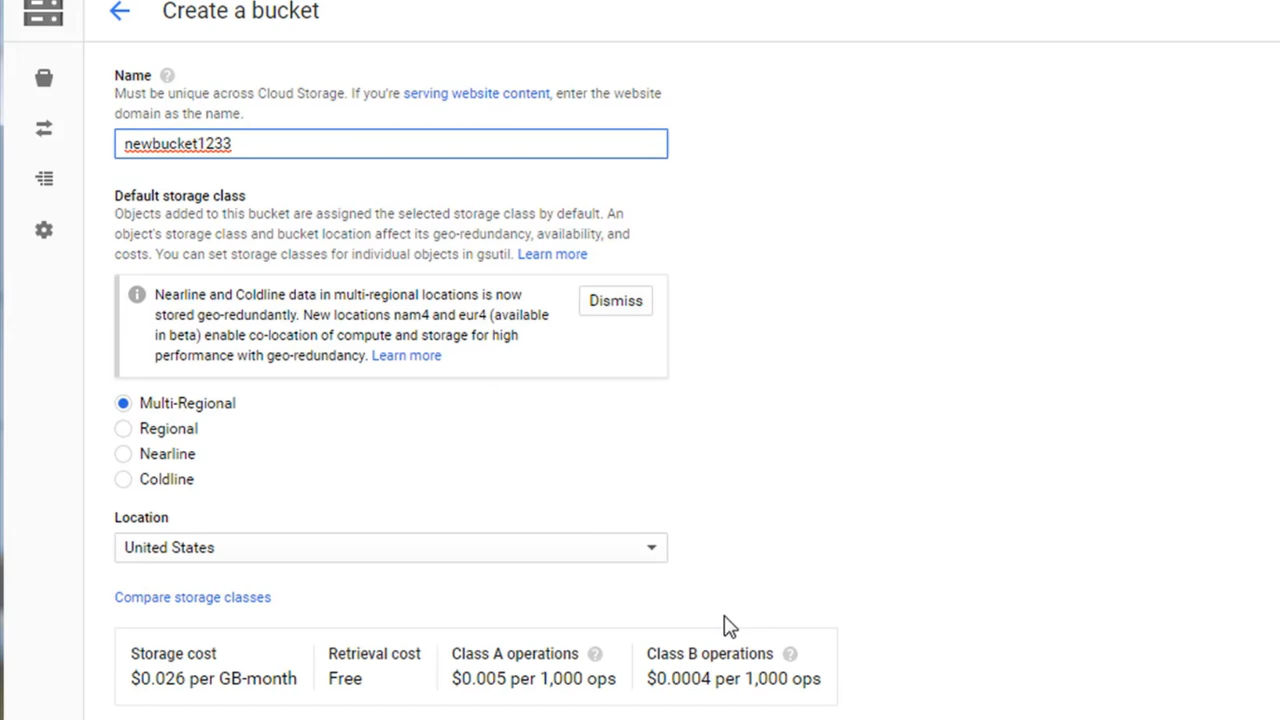 Create a bucket
Name
Must be unique across Cloud Storage. If you're serving website content, enter the website
domain as the name.
newbucket1233
Default storage class
Objects added to this bucket are assigned the selected storage class by default. An
object's storage class and bucket location affect its geo-redundancy, availability, and
costs. You can set storage classes for individual objects in gsutil. Learn more
Nearline and Coldline data in multi-regional locations is now
stored geo-redundantly. New locations nam4 and eur4 (available
in beta) enable co-location of compute and storage for high
performance with geo-redundancy. Learn more
Dismiss
Multi-Regional
Regional
Nearline
Coldline
Location
United States
Compare storage classes
Storage cost
$0.026 per GB-month
Retrieval cost
Free
Class A operations
$0.005 per 1,000 ops
Class B operations
$0.0004 per 1,000 ops